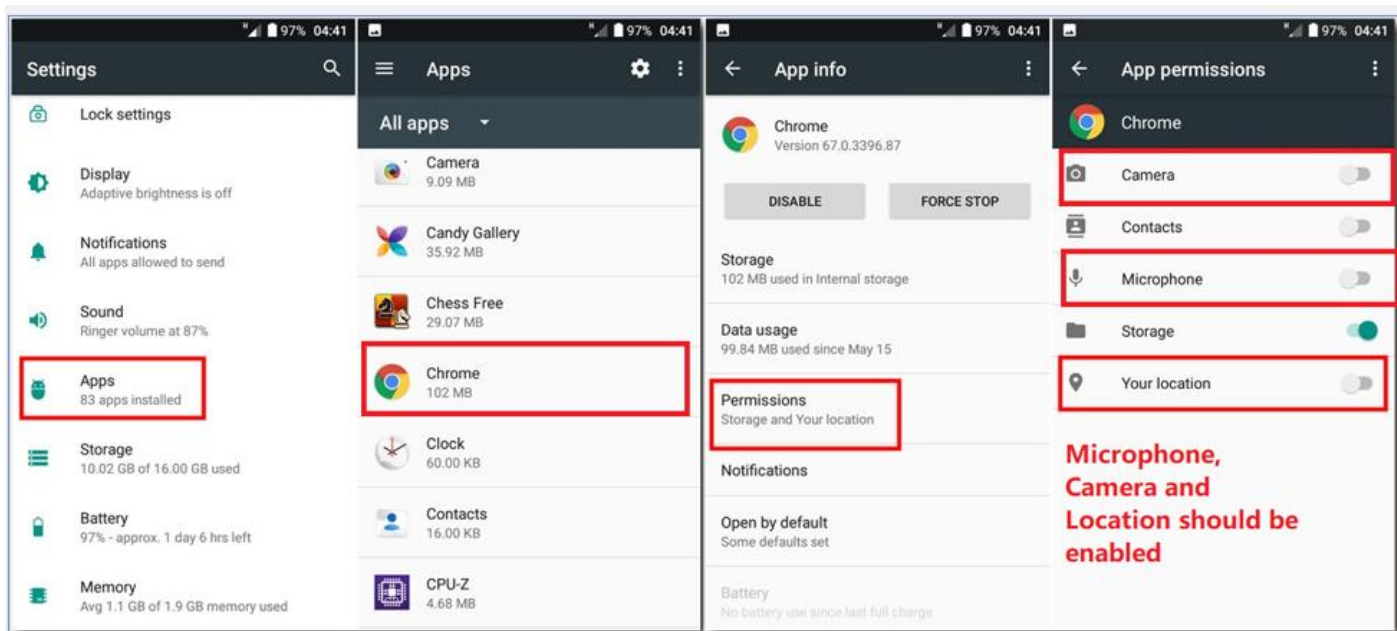 H 97% 04:41
Settings
Lock settings
Display
Adaptive brightness is off
Notifications
All apps allowed to send
Sound
Ringer volume at 87%
Apps
83 apps installed
Storage
10.02 GB of 16.00 GB used
Battery
97% - approx. 1 day 6 hrs left
Memory
Avg 1.1 GB of 1.9 GB memory used
H 97% 04:41
Apps
All apps
Camera
9.09 MB
Candy Gallery
35.92 MB
Chess Free
29.07 MB
Chrome
102 MB
Clock
60.00 KB
Contacts
16.00 KB
CPU-Z
4.68 MB
H 97% 04:41
App info
Chrome
Version 67.0.3396.87
DISABLE
FORCE STOP
Storage
102 MB used in Internal storage
Data usage
99.84 MB used since May 15
Permissions
Storage and Your location
Notifications
Open by default
Some defaults set
Battery
No battery use since last full charge
H 97% 04:41
App permissions
Chrome
Camera
Contacts
Microphone
Storage
Your location
Microphone,
Camera and
Location should be
enabled